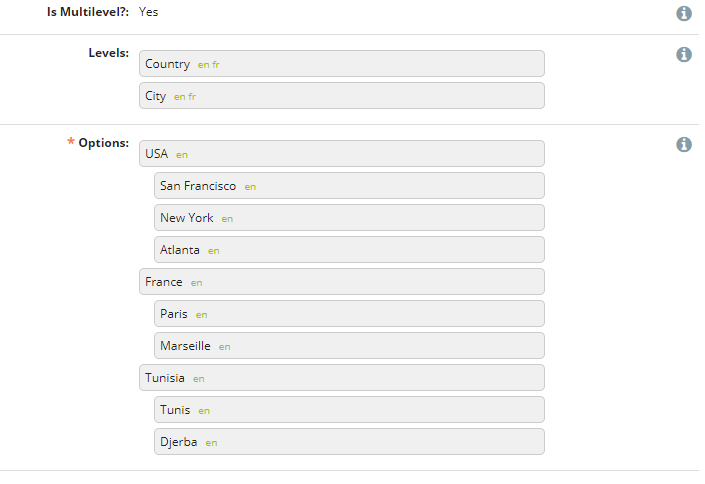 Is Multilevel?: Yes
Levels:
Country en fr
City en fr
* Options:
USA en
San Francisco en
New York en
Atlanta en
France en
Paris en
Marseille en
Tunisia en
Tunis en
Djerba en